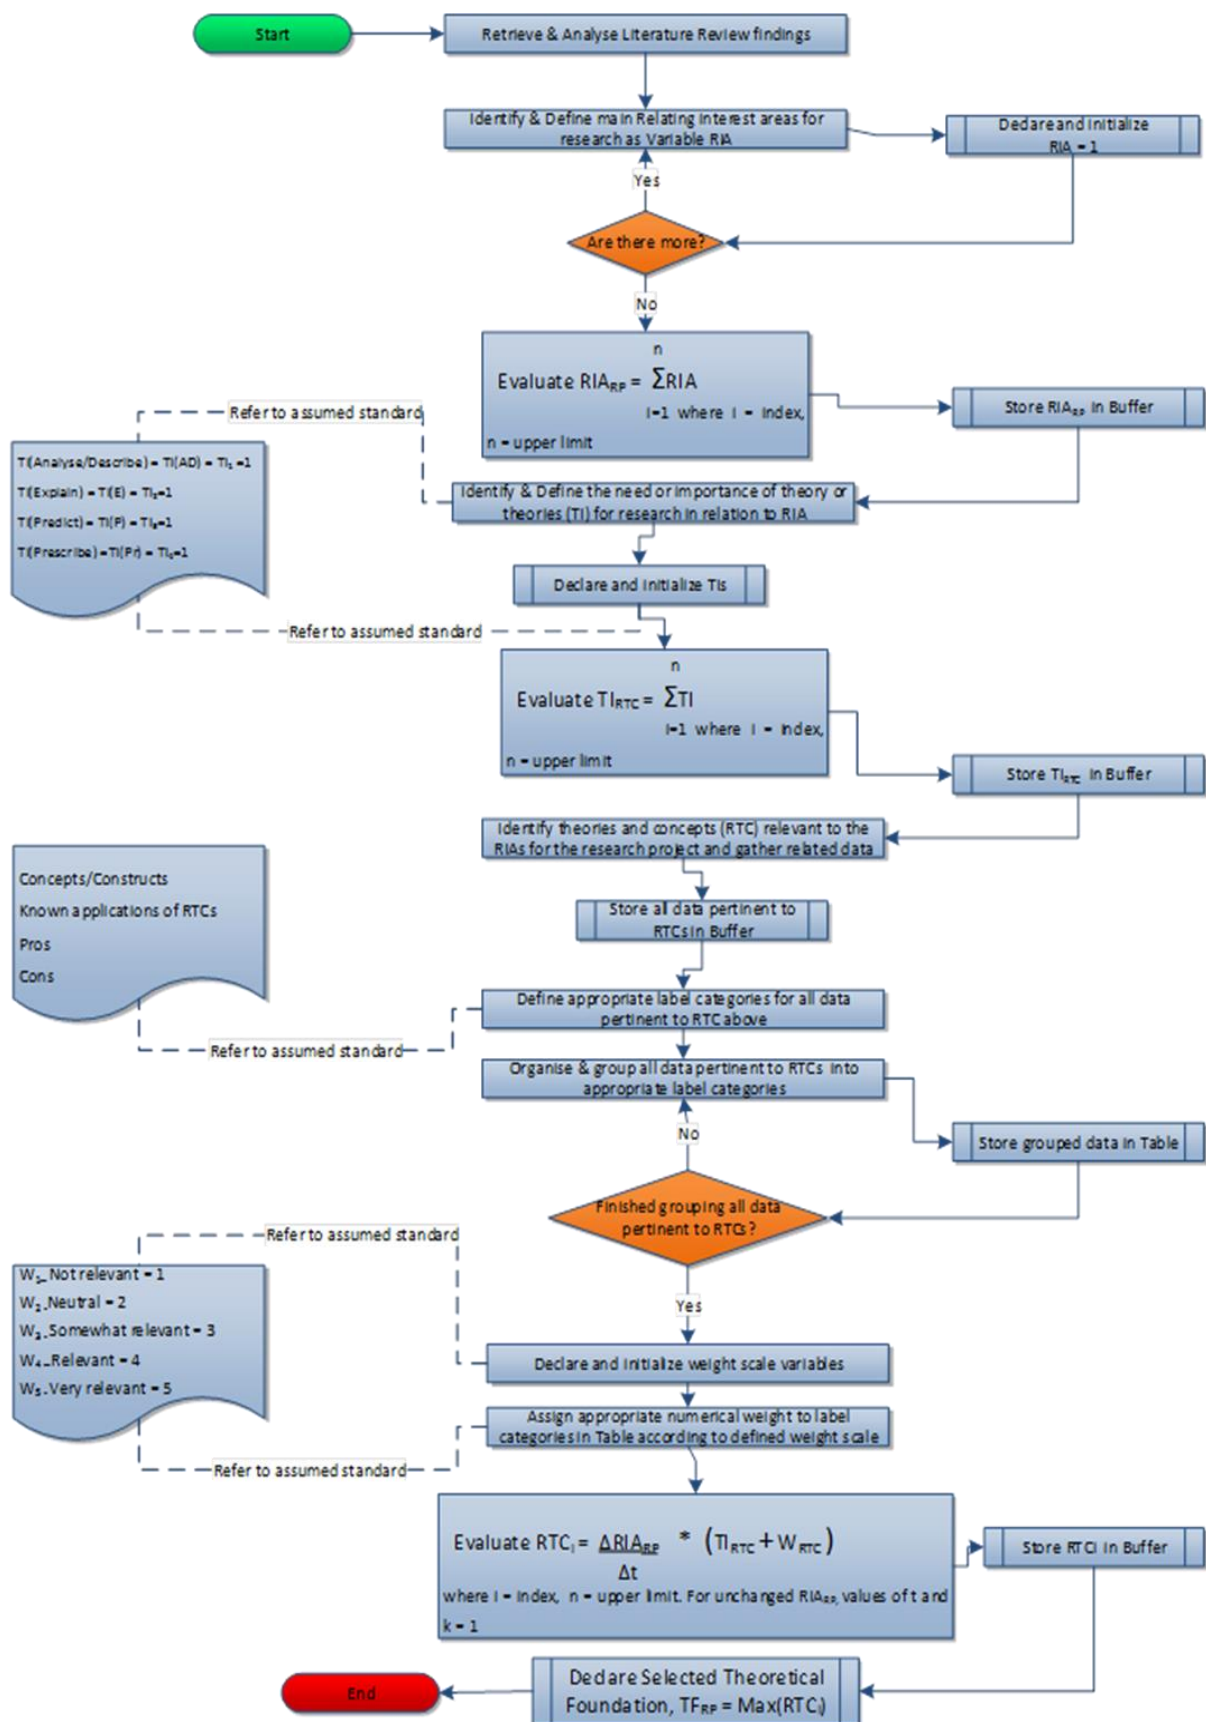 Start
Retrieve & Analyse Literature Review findings
Identify & Define main Relating interest areas for
research as Variable RIA
Declare and initialize
RIA = 1
Yes
Are there more?
No
n
Evaluate RIA_RP = ΣRIA
i=1 where i = index,
n = upper limit
Store RIA_RP in Buffer
Refer to assumed standard
TI(Analyse/Describe) = TI(AD) = TI₁ =1
TI(Explain) = TI(E) = TI₂=1
TI(Predict) = TI(P) = TI₃=1
TI(Prescribe) =TI(Pr) = TI₄=1
Identify & Define the need or importance of theory or
theories (TI) for research in relation to RIA
Declare and initialize TIs
Refer to assumed standard
n
Evaluate TI_RTC = ΣTI
i=1 where i = index,
n = upper limit
Store TI_RTC in Buffer
Identify theories and concepts (RTC) relevant to the
RIAs for the research project and gather related data
Concepts/Constructs
Known applications of RTCs
Pros
Cons
Store all data pertinent to
RTCs in Buffer
Define appropriate label categories for all data
pertinent to RTC above
Refer to assumed standard
Organise & group all data pertinent to RTCs into
appropriate label categories
No
Store grouped data in Table
Finished grouping all data
pertinent to RTCs?
Refer to assumed standard
Yes
W₁_Not relevant = 1
W₂_Neutral = 2
W₃_Somewhat relevant = 3
W₄_Relevant = 4
W₅_Very relevant = 5
Declare and initialize weight scale variables
Assign appropriate numerical weight to label
categories in Table according to defined weight scale
Refer to assumed standard
Evaluate RTCᵢ = ΔRIA_RP * (TI_RTC + W_RTC)
Δt
where i = index, n = upper limit. For unchanged RIA_RP, values of t and
k = 1
Store RTCi in Buffer
Declare Selected Theoretical
Foundation, TF_RP = Max(RTCᵢ)
End